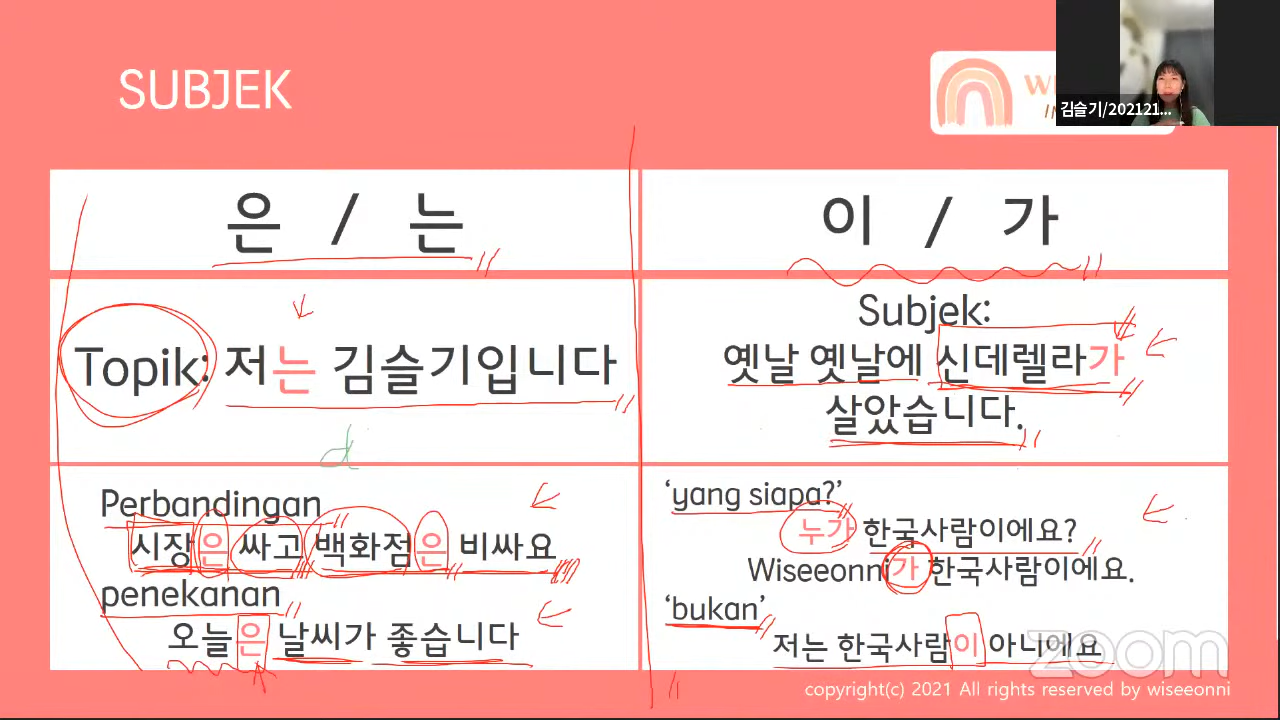 SUBJEK
김슬기/202121...
은 / 는
이 / 가
Topik: 저는 김슬기입니다
Subjek:
옛날 옛날에 신데렐라가
살았습니다.
Perbandingan
시장은 싸고 백화점은 비싸요
penekanan
오늘은 날씨가 좋습니다
'yang siapa?'
누가 한국사람이에요?
Wiseeonni가 한국사람이에요.
'bukan'
저는 한국사람이 아니에요
zoom
copyright(c) 2021 All rights reserved by wiseeonni